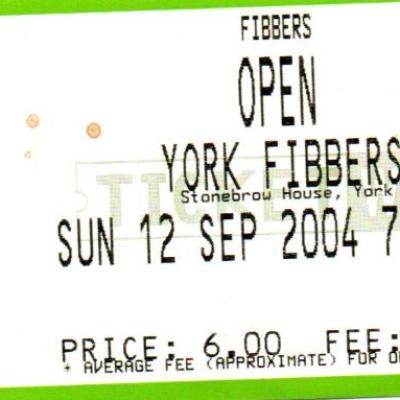 FIBBERS
OPEN
YORK FIBBERS
Stonebrow House, York
SUN 12 SEP 2004 7
PRICE: 6.00 FEE:
* AVERAGE FEE (APPROXIMATE) FOR O